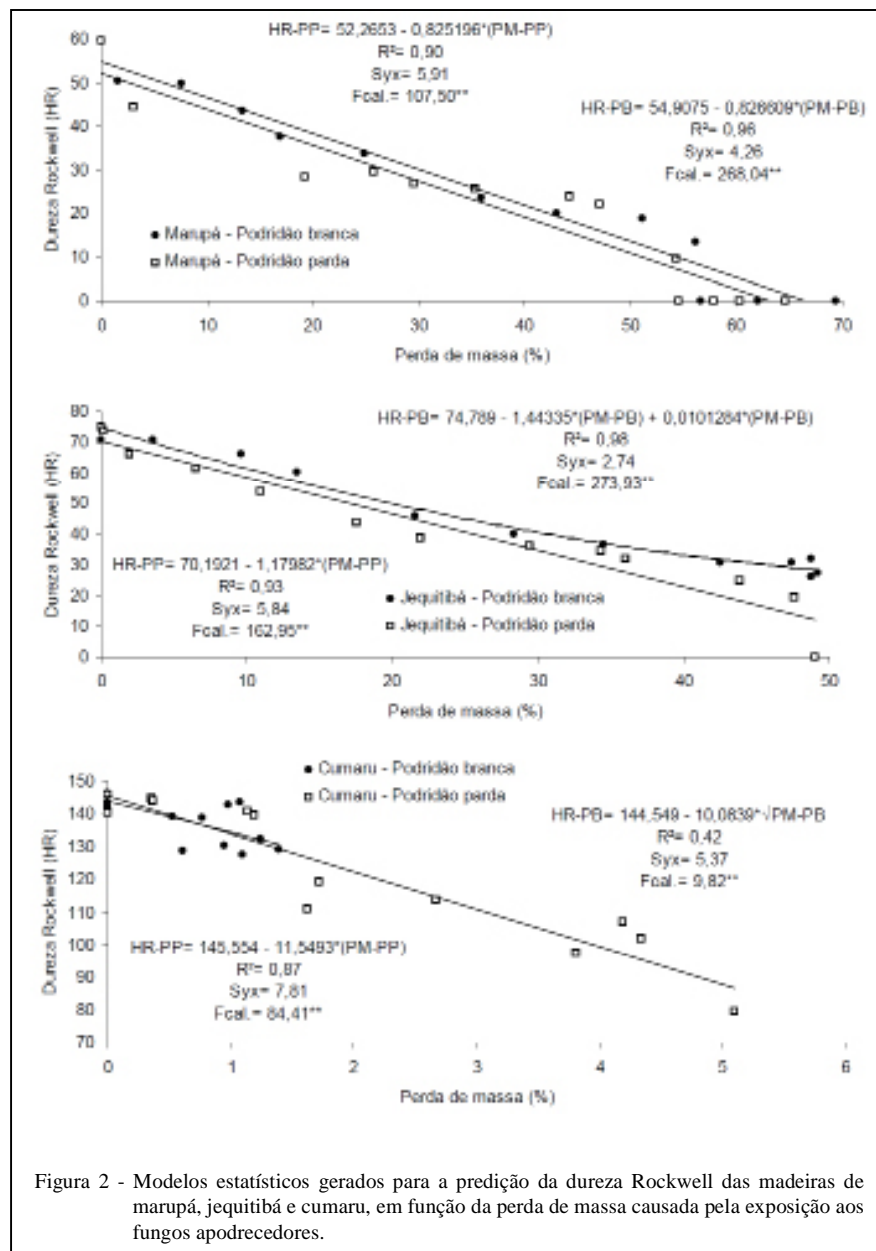 HR-PP= 52,2653 - 0,825196*(PM-PP)
R²= 0,90
Syx= 5,91
Fcal.= 107,50**
HR-PB= 54,9075 - 0,826609*(PM-PB)
R²= 0,96
Syx= 4,26
Fcal.= 268,04**
Dureza Rockwell (HR)
60
50
40
30
20
10
0
Marupá - Podridão branca
Marupá - Podridão parda
0 10 20 30 40 50 60 70
Perda de massa (%)
HR-PB= 74,789 - 1,44335*(PM-PB) + 0,0101284*(PM-PB)
R²= 0,98
Syx= 2,74
Fcal.= 273,93**
Dureza Rockwell (HR)
80
70
60
50
40
30
20
10
0
HR-PP= 70,1921 - 1,17982*(PM-PP)
R²= 0,93
Syx= 5,84
Fcal.= 162,95**
Jequitibá - Podridão branca
Jequitibá - Podridão parda
0 10 20 30 40 50
Perda de massa (%)
Cumaru - Podridão branca
Cumaru - Podridão parda
HR-PB= 144,549 - 10,0839*√PM-PB
R²= 0,42
Syx= 5,37
Fcal.= 9,82**
Dureza Rockwell (HR)
150
140
130
120
110
100
90
80
70
HR-PP= 145,554 - 11,5493*(PM-PP)
R²= 0,87
Syx= 7,81
Fcal.= 84,41**
0 1 2 3 4 5 6
Perda de massa (%)
Figura 2 - Modelos estatísticos gerados para a predição da dureza Rockwell das madeiras de
marupá, jequitibá e cumaru, em função da perda de massa causada pela exposição aos
fungos apodrecedores.